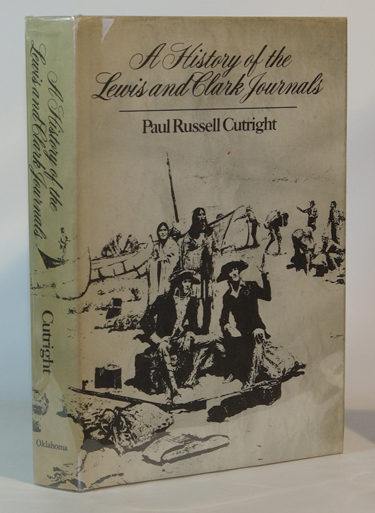 A History of the
Lewis and Clark Journals
Paul Russell Cutright
A History of the
Lewis and Clark Journals
Cutright
Oklahoma